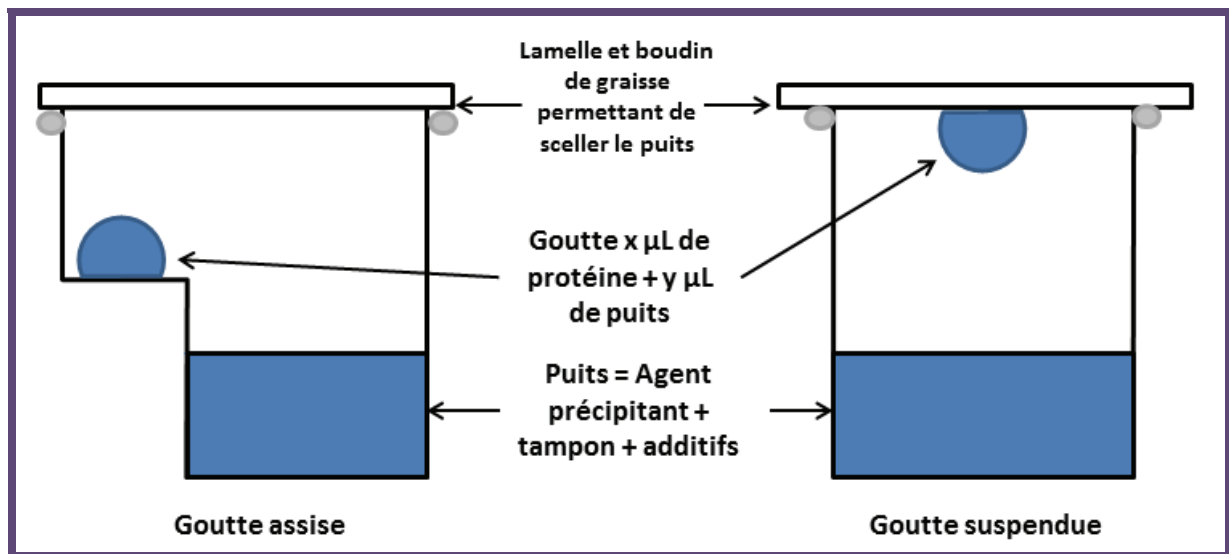 Lamelle et boudin
de graisse
permettant de
sceller le puits
Goutte x µL de
protéine + y µL
de puits
Puits = Agent
précipitant +
tampon + additifs
Goutte assise
Goutte suspendue